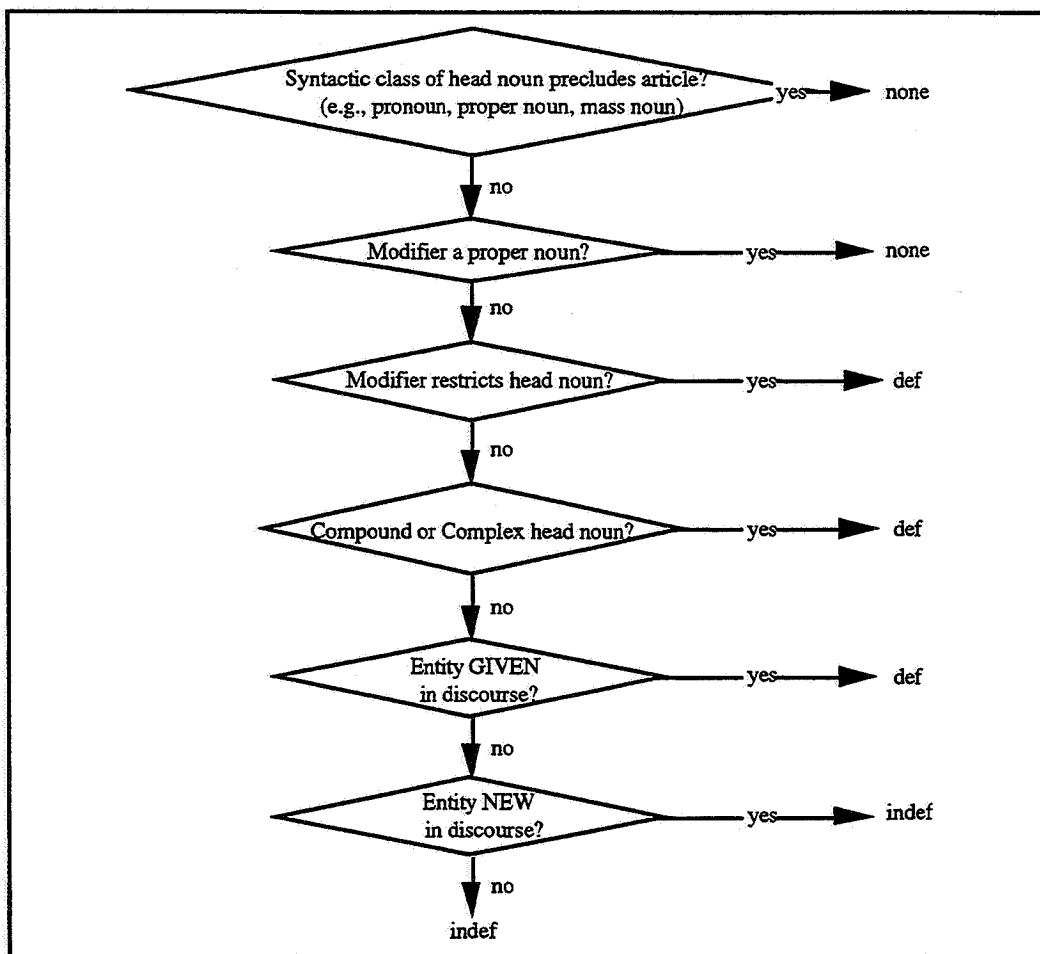 Syntactic class of head noun precludes article?
(e.g., pronoun, proper noun, mass noun)
yes
none
no
Modifier a proper noun?
yes
none
no
Modifier restricts head noun?
yes
def
no
Compound or Complex head noun?
yes
def
no
Entity GIVEN
in discourse?
yes
def
no
Entity NEW
in discourse?
yes
indef
no
indef